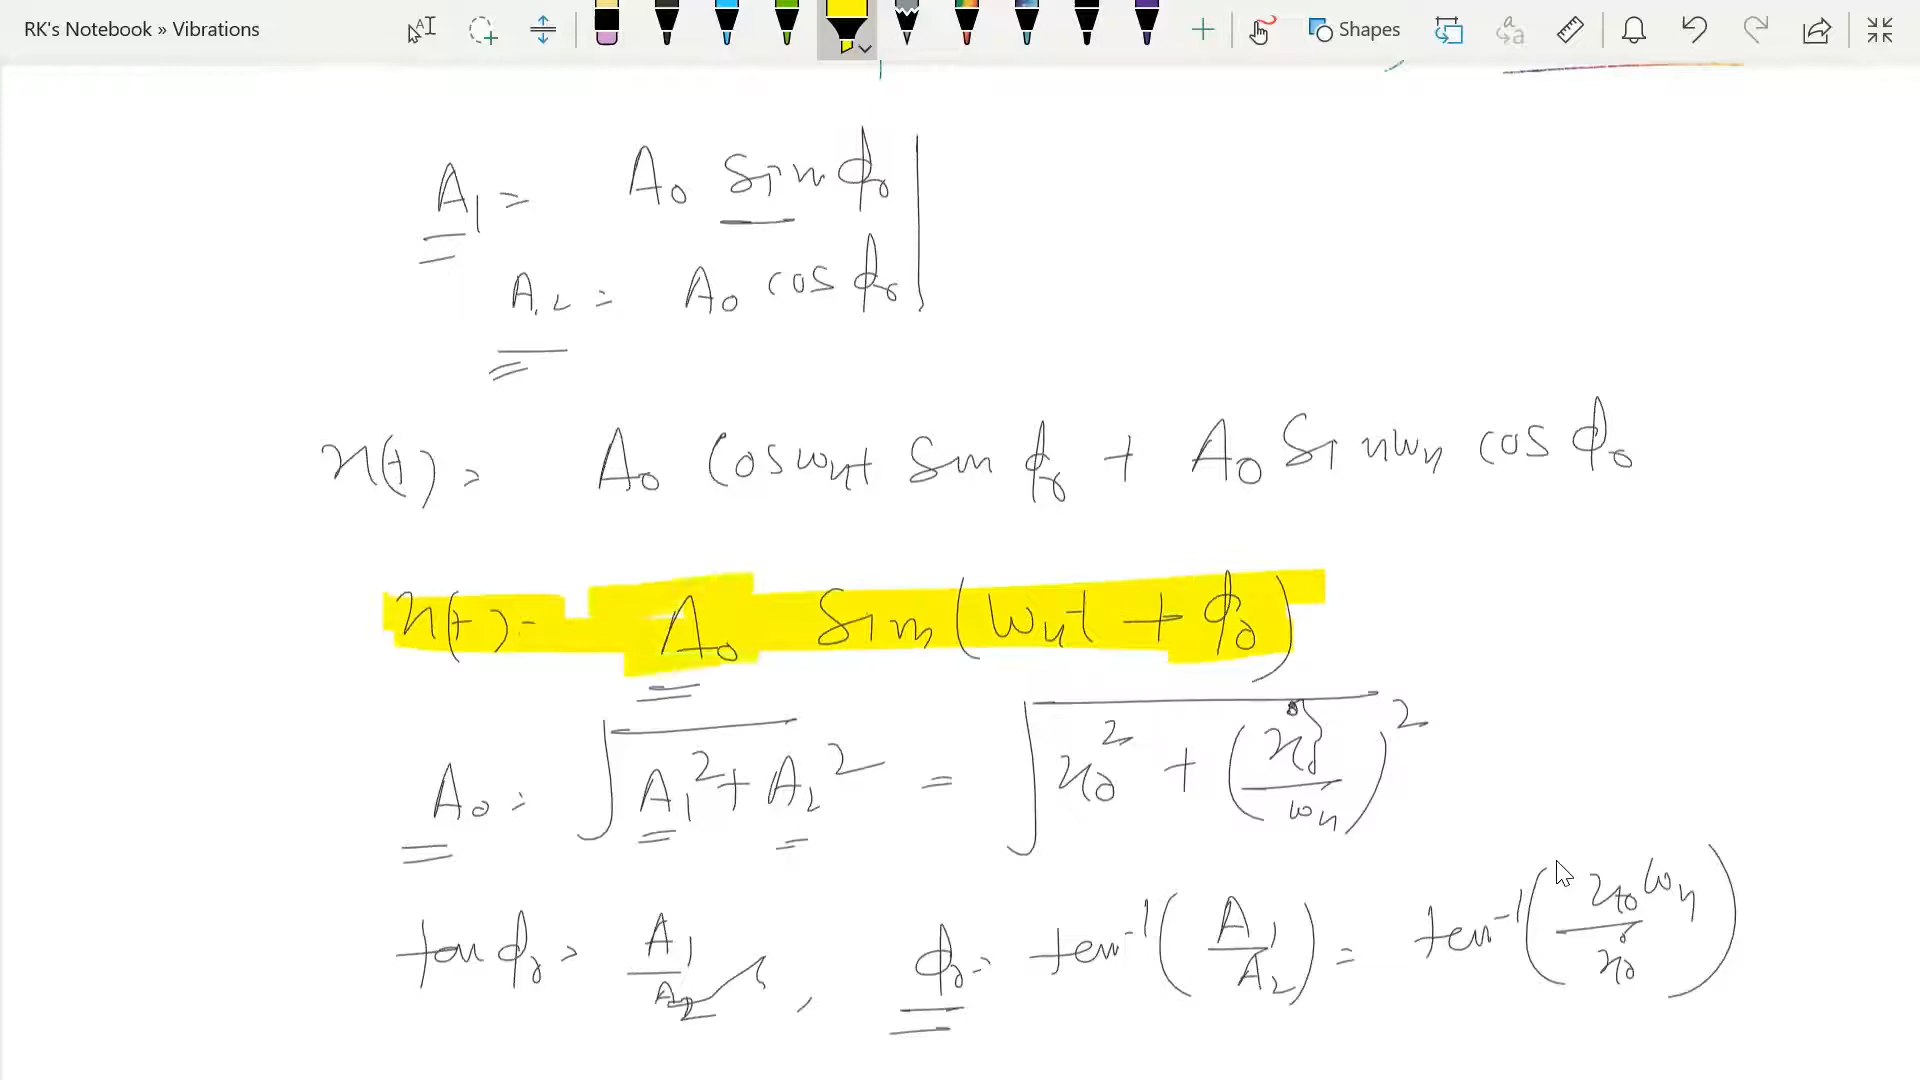 RK's Notebook » Vibrations
Shapes
A₁ = A₀ Sin ϕ₀
A₂ = A₀ cos ϕ₀
x(t) = A₀ Cos ωₙt Sin ϕ₀ + A₀ Sin ωₙ cos ϕ₀
x(t) = A₀ Sin (ωₙt + ϕ₀)
A₀ = √(A₁² + A₂²) = √(x₀² + (ẋ₀/ωₙ)²)
tan ϕ₀ = A₁/A₂ , ϕ₀ = tan⁻¹(A₁/A₂) = tan⁻¹(x₀ωₙ/ẋ₀)